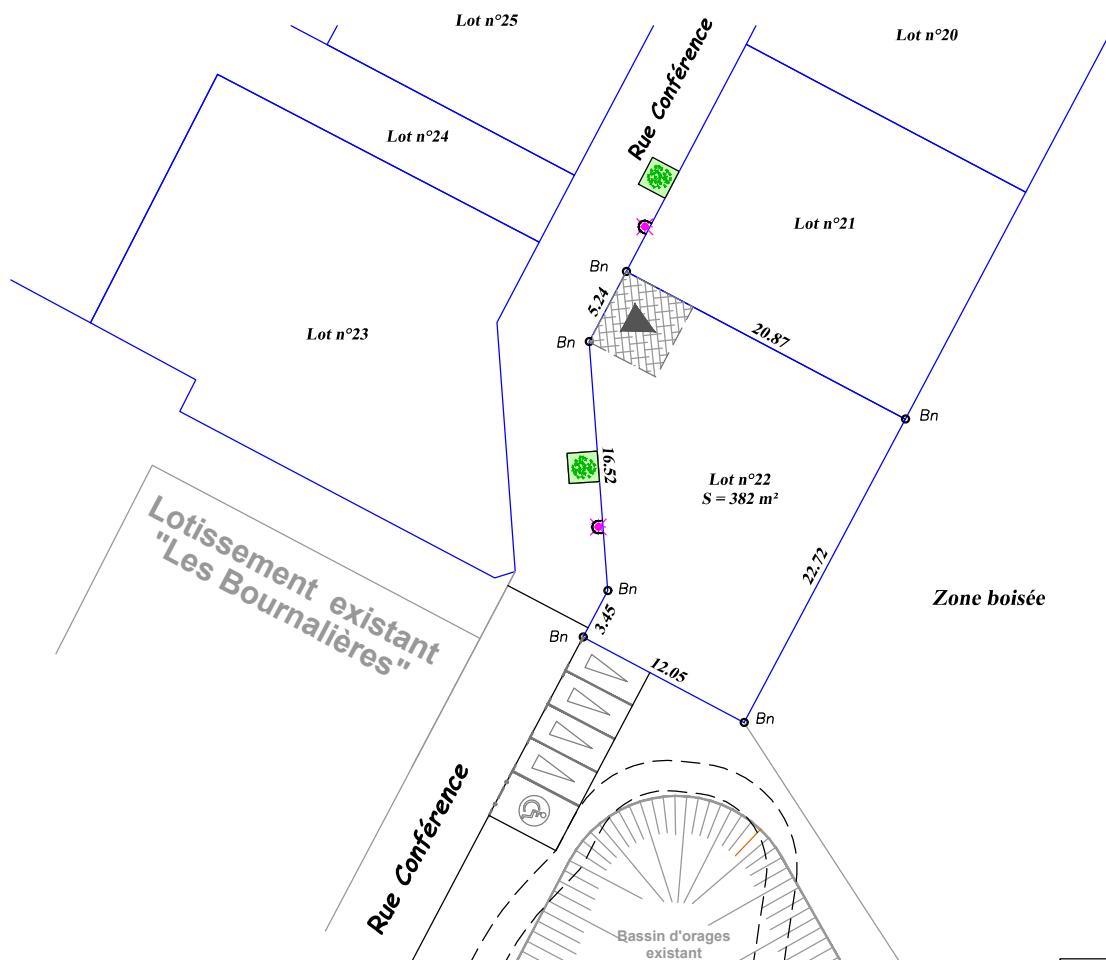 Lot n°25
Lot n°20
Rue Conférence
Lot n°24
Lot n°21
Bn
5.24
Lot n°23
Bn
20.87
Bn
16.52
Lot n°22
S = 382 m²
22.72
Lotissement existant
"Les Bournalières"
Bn
Zone boisée
3.45
Bn
12.05
Bn
Rue Conférence
Bassin d'orages
existant